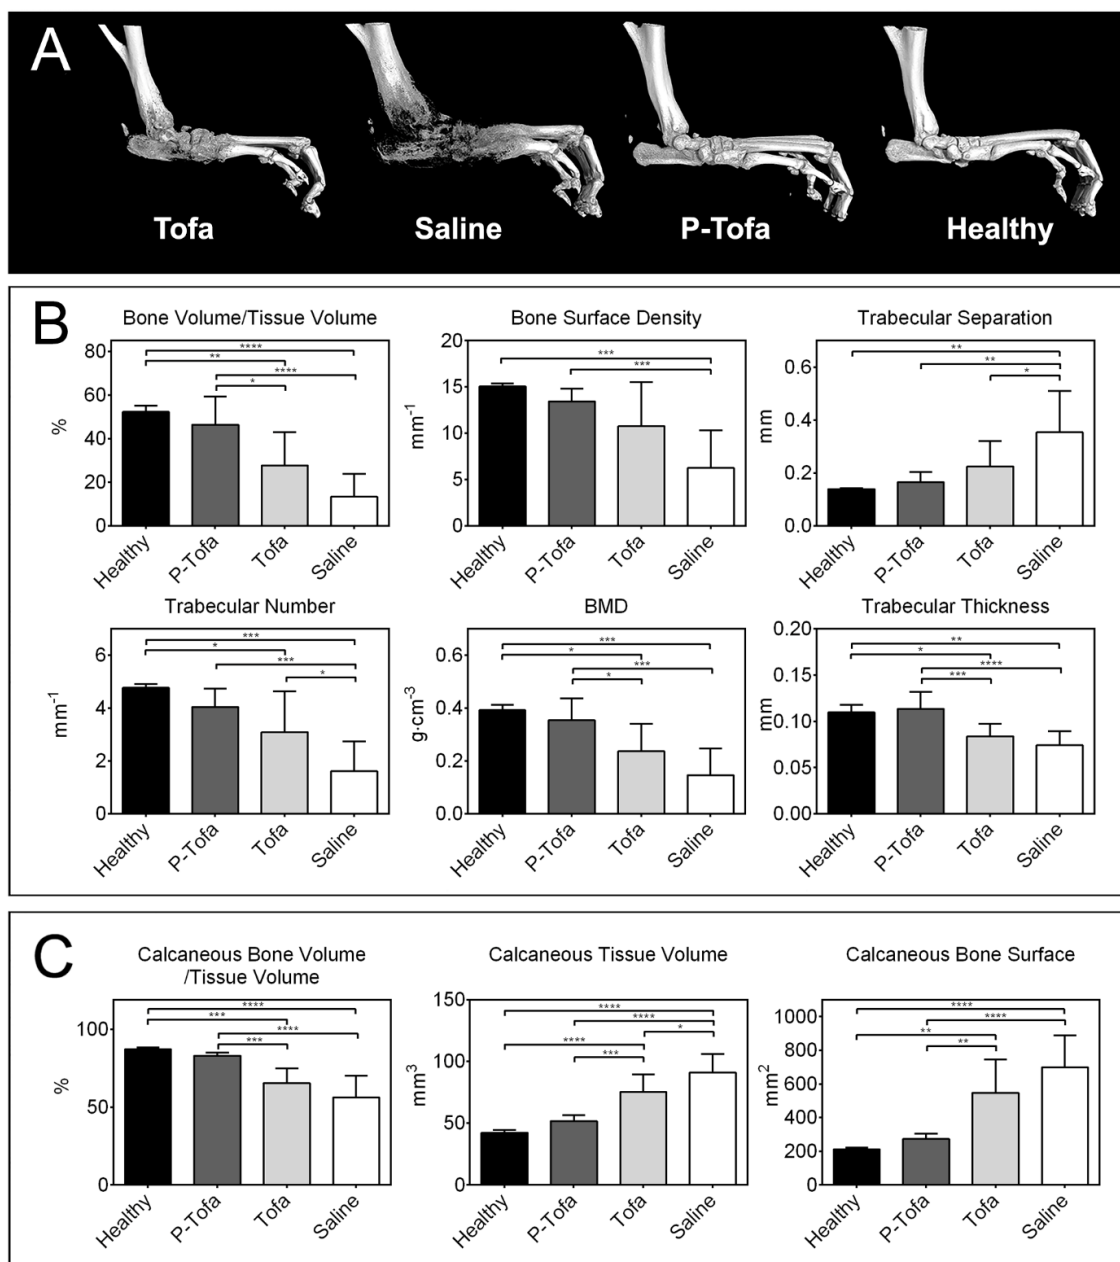 A
Tofa
Saline
P-Tofa
Healthy
B
Bone Volume/Tissue Volume
80
60
40
20
0
%
****
**
****
*
Healthy
P-Tofa
Tofa
Saline
Bone Surface Density
20
15
10
5
0
mm-1
***
***
Healthy
P-Tofa
Tofa
Saline
Trabecular Separation
0.6
0.4
0.2
0.0
mm
**
**
*
Healthy
P-Tofa
Tofa
Saline
Trabecular Number
6
4
2
0
mm-1
***
*
***
*
Healthy
P-Tofa
Tofa
Saline
BMD
0.6
0.4
0.2
0.0
g·cm-3
***
*
***
*
Healthy
P-Tofa
Tofa
Saline
Trabecular Thickness
0.20
0.15
0.10
0.05
0.00
mm
**
*
****
***
Healthy
P-Tofa
Tofa
Saline
C
Calcaneous Bone Volume
/Tissue Volume
100
50
0
%
****
***
****
***
Healthy
P-Tofa
Tofa
Saline
Calcaneous Tissue Volume
150
100
50
0
mm3
****
****
*
****
***
Healthy
P-Tofa
Tofa
Saline
Calcaneous Bone Surface
1000
800
600
400
200
0
mm2
****
****
**
**
Healthy
P-Tofa
Tofa
Saline